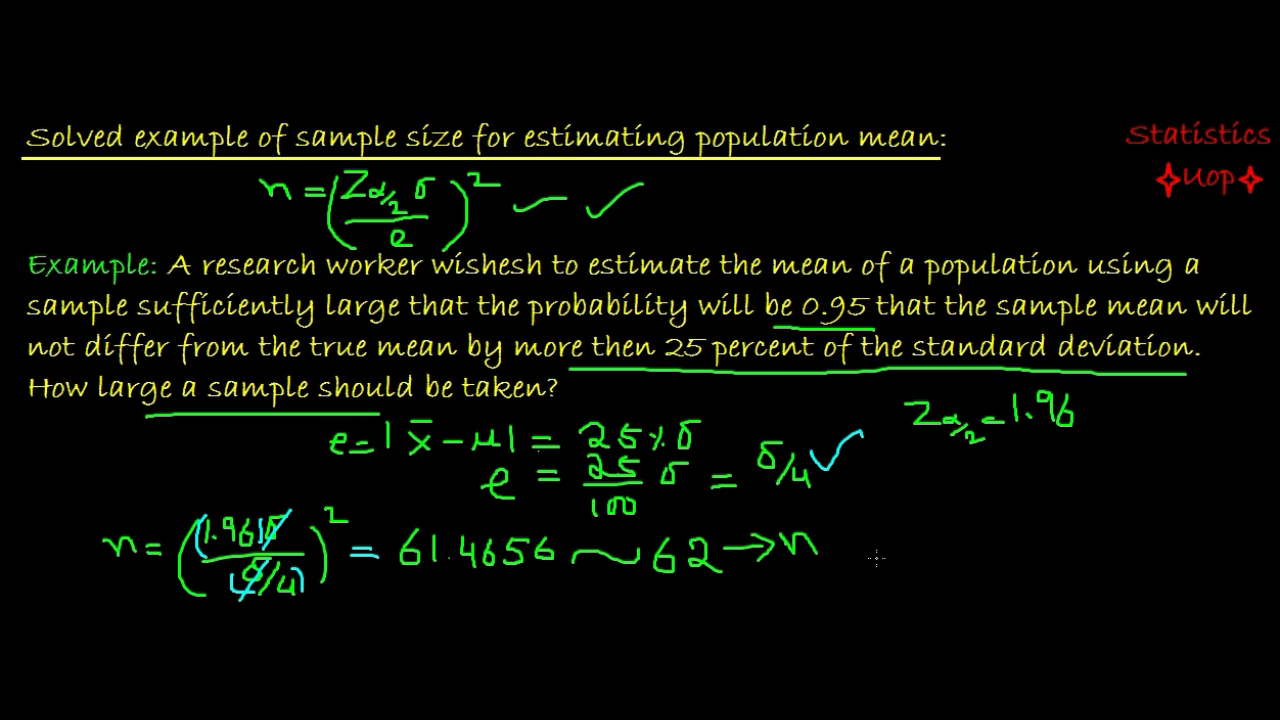 Solved example of sample size for estimating population mean:
Statistics
Uop
n = (Zα/2 σ / e)²
Example: A research worker wishesh to estimate the mean of a population using a
sample sufficiently large that the probability will be 0.95 that the sample mean will
not differ from the true mean by more then 25 percent of the standard deviation.
How large a sample should be taken?
Zα/2 = 1.96
e = |x̄ - μ| = 25% σ
e = 25/100 σ = σ/4
n = (1.96σ / (σ/4))² = 61.4656 ~ 62 → n